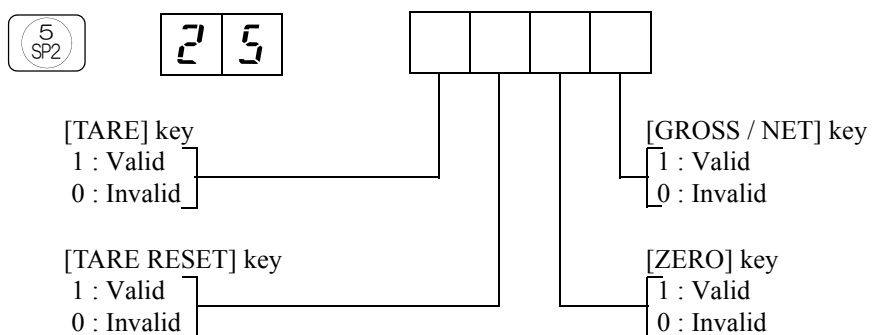 5
SP2
2 5
[TARE] key
1 : Valid
0 : Invalid
[GROSS / NET] key
1 : Valid
0 : Invalid
[TARE RESET] key
1 : Valid
0 : Invalid
[ZERO] key
1 : Valid
0 : Invalid